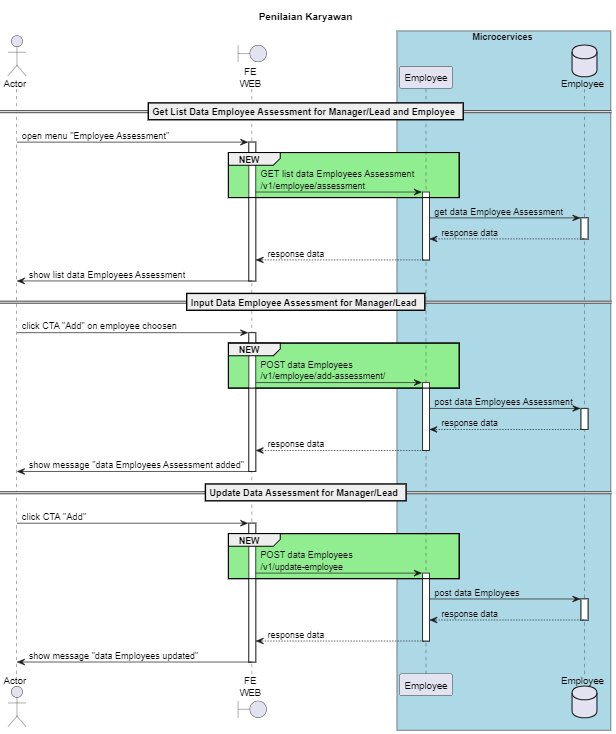 Penilaian Karyawan
Microcervices
Actor
FE
WEB
Employee
Employee
Get List Data Employee Assessment for Manager/Lead and Employee
open menu "Employee Assessment"
NEW
GET list data Employees Assessment
/v1/employee/assessment
get data Employee Assessment
response data
response data
show list data Employees Assessment
Input Data Employee Assessment for Manager/Lead
click CTA "Add" on employee choosen
NEW
POST data Employees
/v1/employee/add-assessment/
post data Employees Assessment
response data
response data
show message "data Employees Assessment added"
Update Data Assessment for Manager/Lead
click CTA "Add"
NEW
POST data Employees
/v1/update-employee
post data Employees
response data
response data
show message "data Employees updated"
Actor
FE
WEB
Employee
Employee